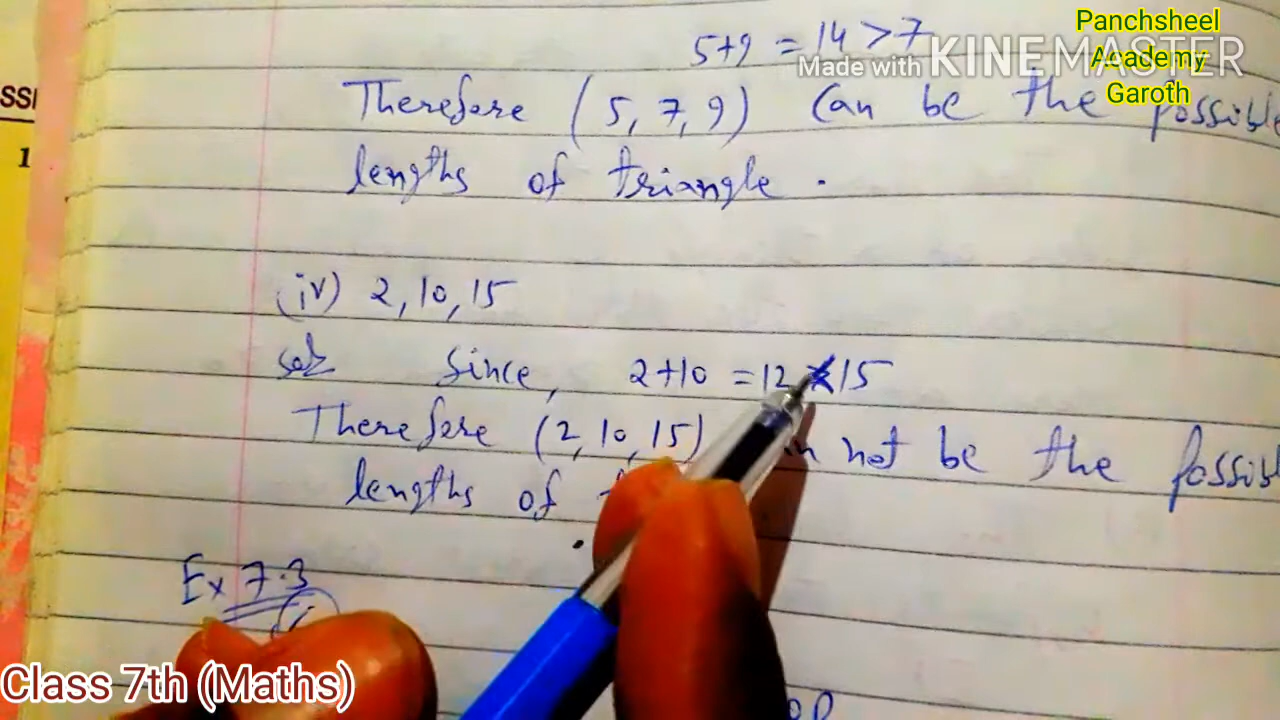 Panchsheel
Academy
Garoth
Made with KINEMASTER
5+9 = 14 > 7
Therefore (5, 7, 9) Can be the possible
lengths of triangle.
1
(iv) 2, 10, 15
Since, 2+10 = 12 15
Therefore (2, 10, 15) not be the
lengths of
Ex 7.3
Class 7th (Maths)